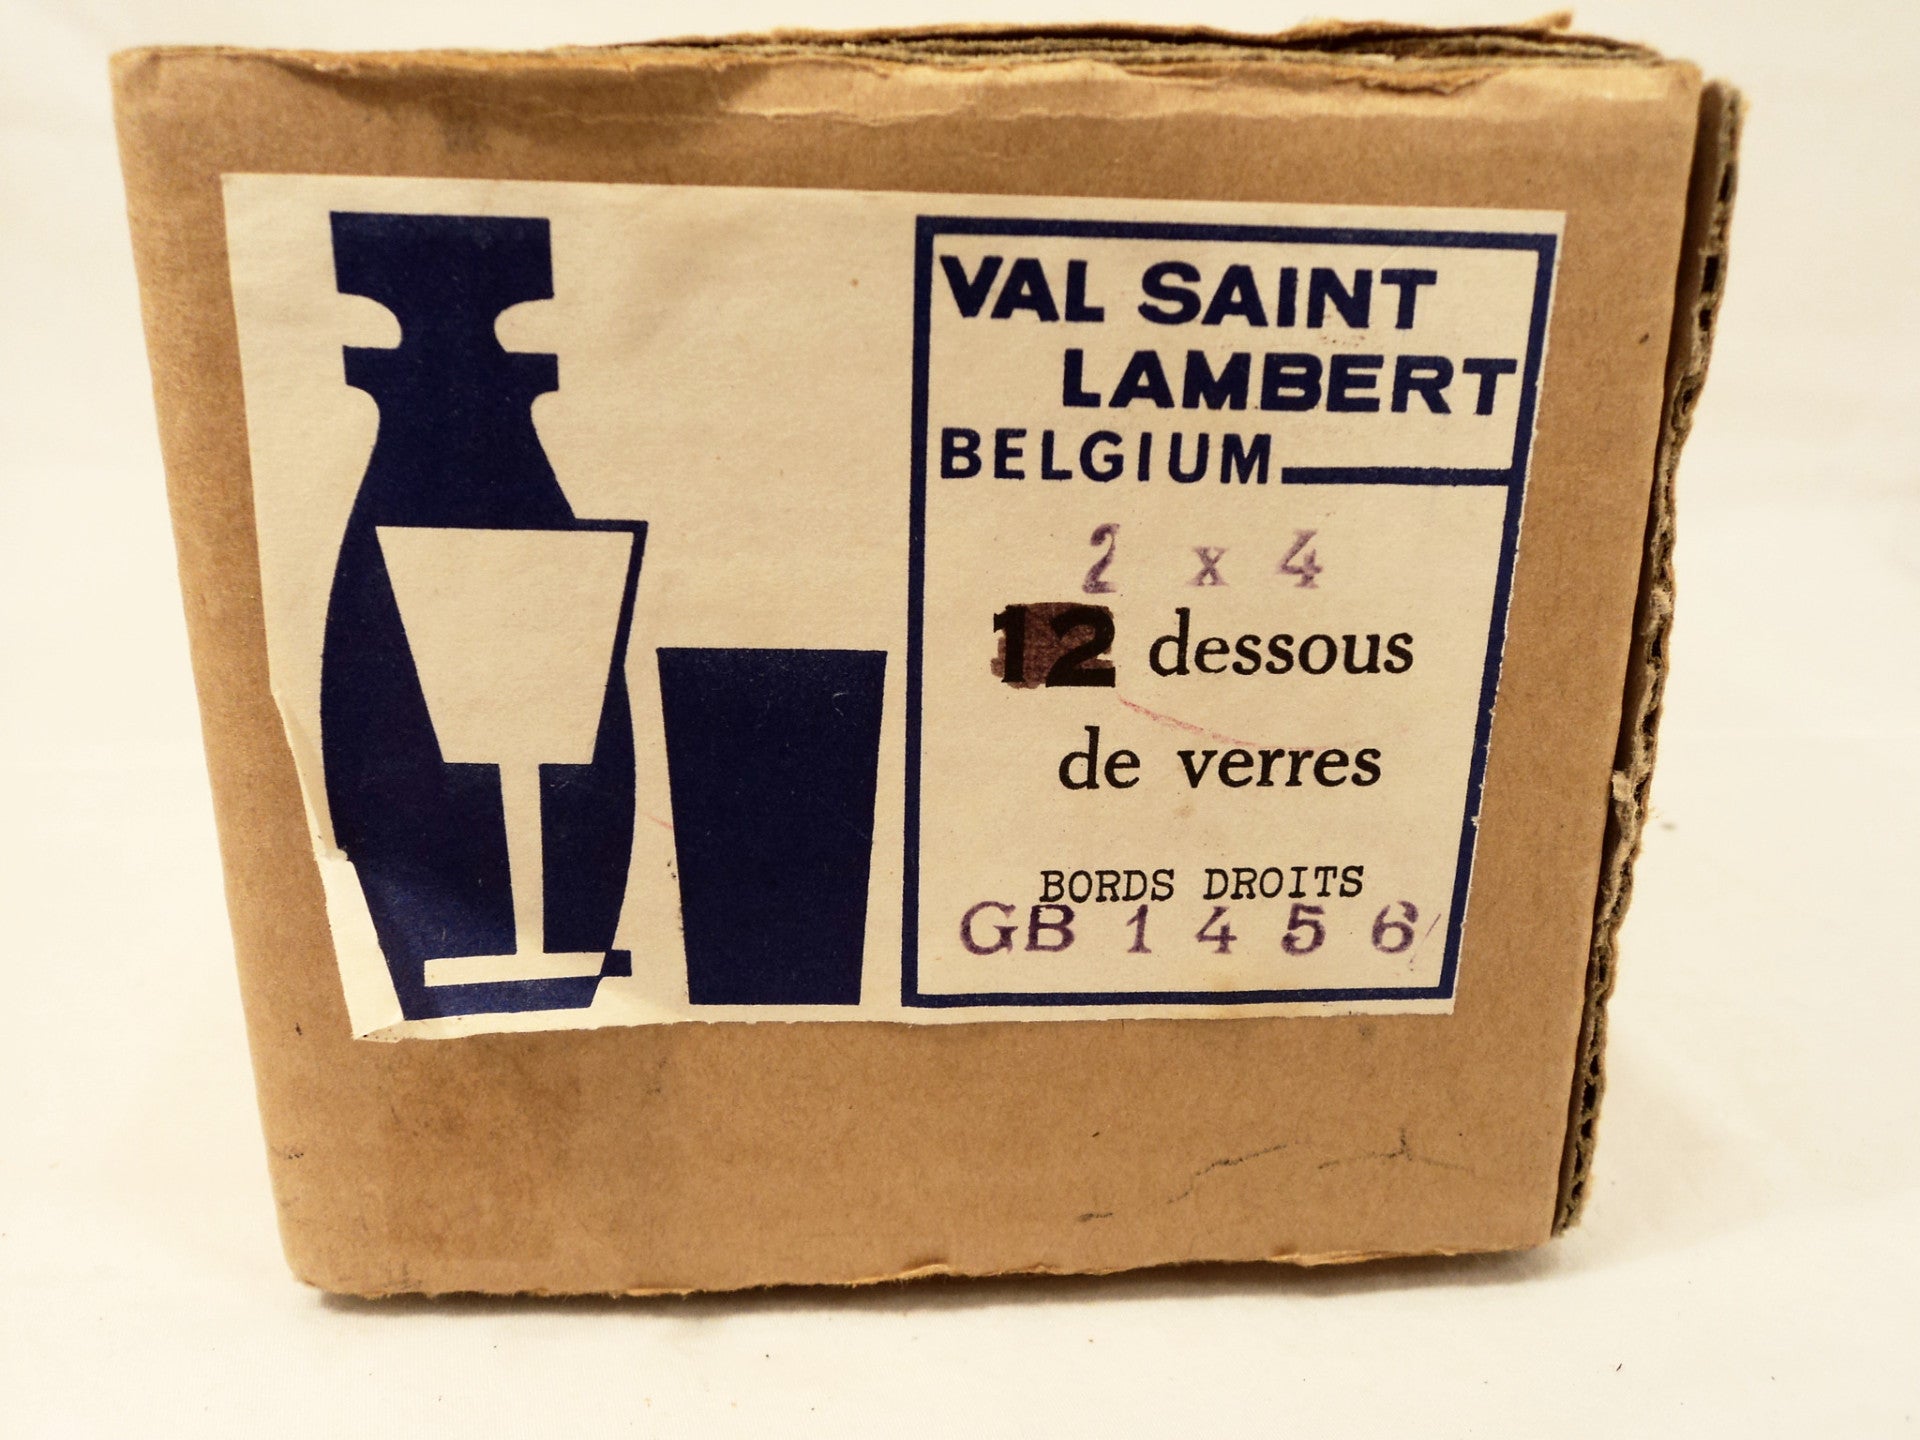 VAL SAINT
LAMBERT
BELGIUM
2 x 4
12 dessous
de verres
BORDS DROITS
GB 1456